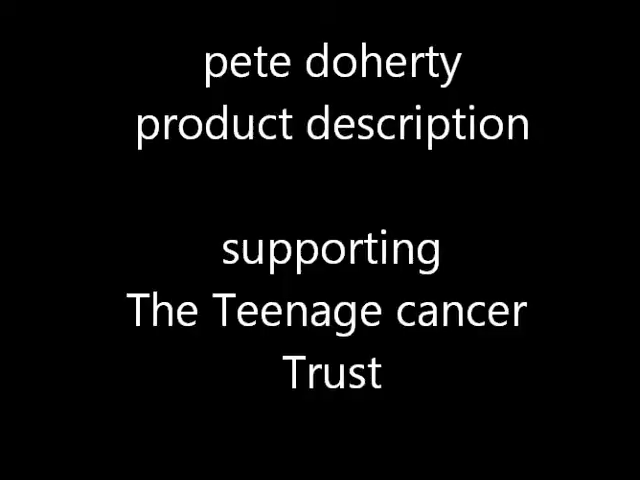 pete doherty
product description
supporting
The Teenage cancer
Trust